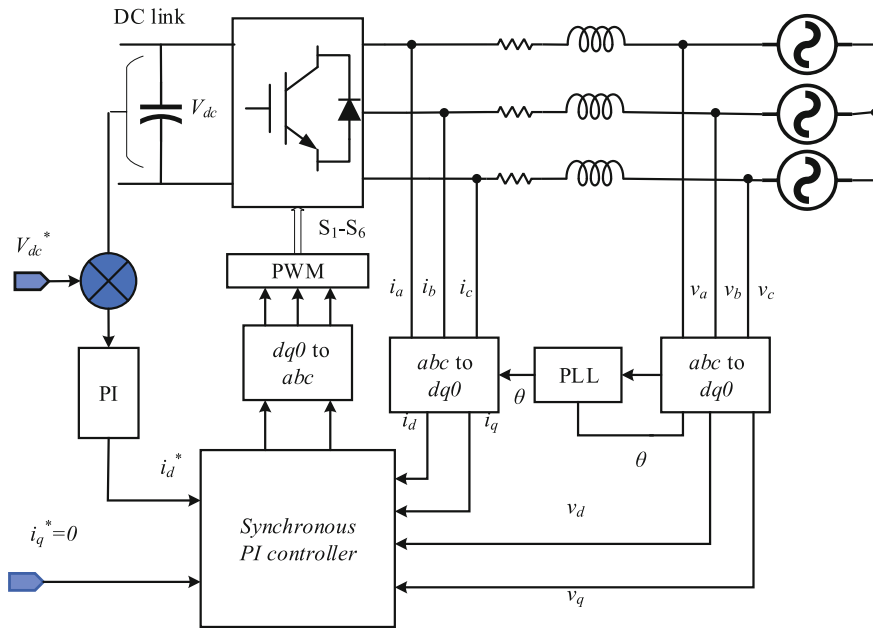 DC link
V_dc
S₁-S₆
V_dc*
PWM
i_a i_b i_c
v_a v_b v_c
dq0 to
abc
abc to
dq0
PLL
abc to
dq0
PI
θ
i_d i_q
θ
i_d*
i_q*=0
Synchronous
PI controller
v_d
v_q